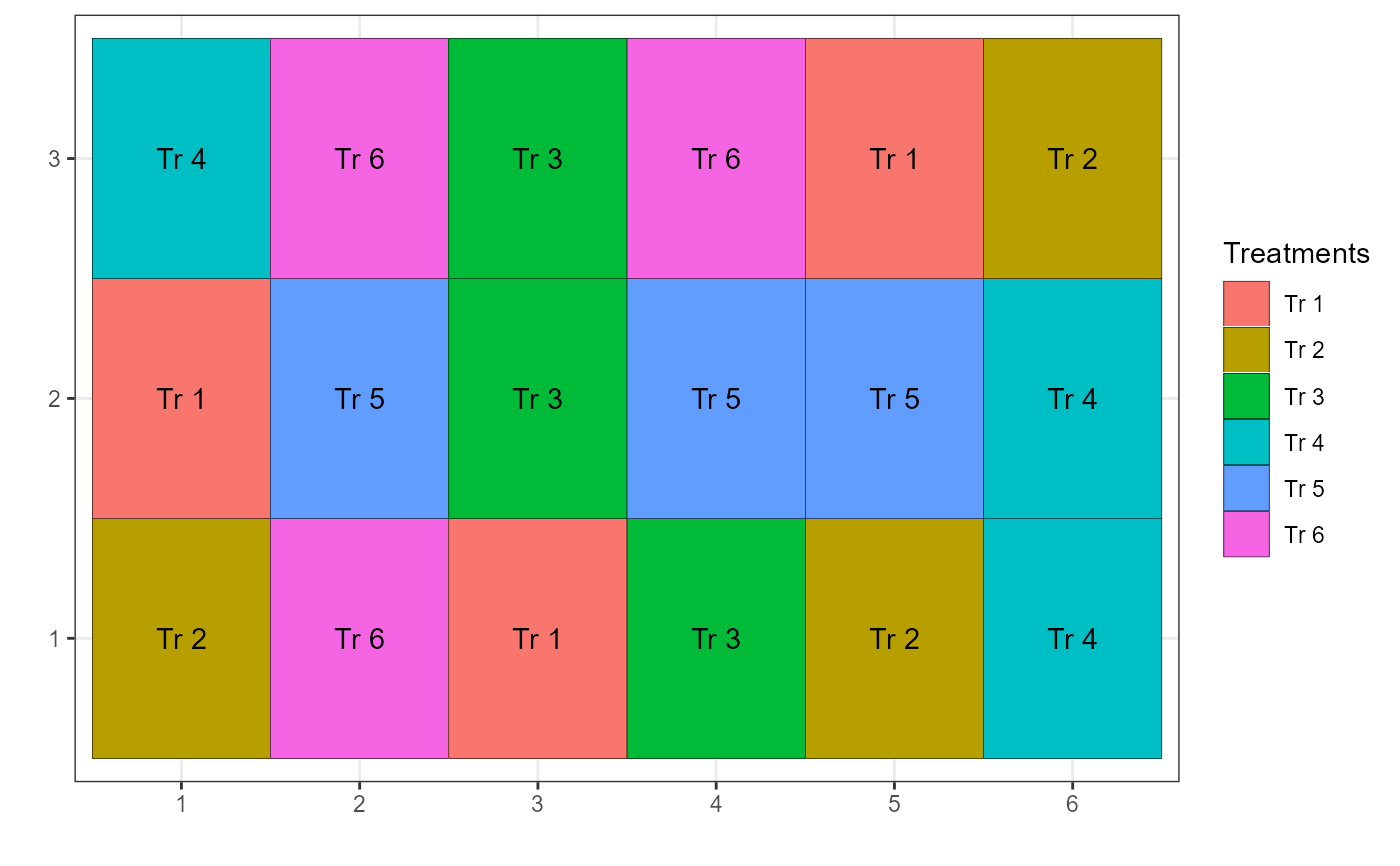 3 Tr 4 Tr 6 Tr 3 Tr 6 Tr 1 Tr 2
2 Tr 1 Tr 5 Tr 3 Tr 5 Tr 5 Tr 4
1 Tr 2 Tr 6 Tr 1 Tr 3 Tr 2 Tr 4
1 2 3 4 5 6
Treatments
Tr 1
Tr 2
Tr 3
Tr 4
Tr 5
Tr 6